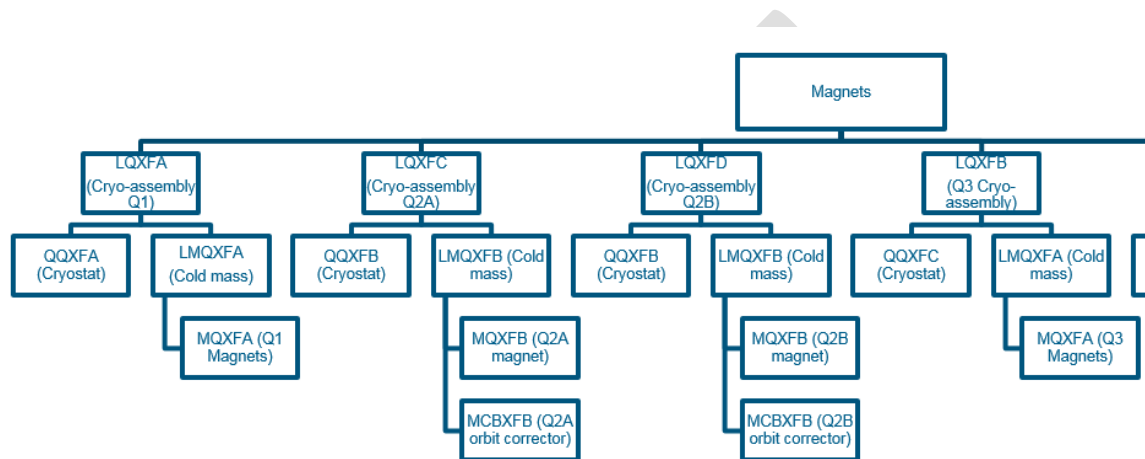 Magnets
LQXFA
(Cryo-assembly
Q1)
LQXFC
(Cryo-assembly
Q2A)
LQXFD
(Cryo-assembly
Q2B)
LQXFB
(Q3 Cryo-
assembly)
QQXFA
(Cryostat)
LMQXFA
(Cold mass)
QQXFB
(Cryostat)
LMQXFB (Cold
mass)
QQXFB
(Cryostat)
LMQXFB (Cold
mass)
QQXFC
(Cryostat)
LMQXFA (Cold
mass)
MQXFA (Q1
Magnets)
MQXFB (Q2A
magnet)
MQXFB (Q2B
magnet)
MQXFA (Q3
Magnets)
MCBXFB (Q2A
orbit corrector)
MCBXFB (Q2B
orbit corrector)